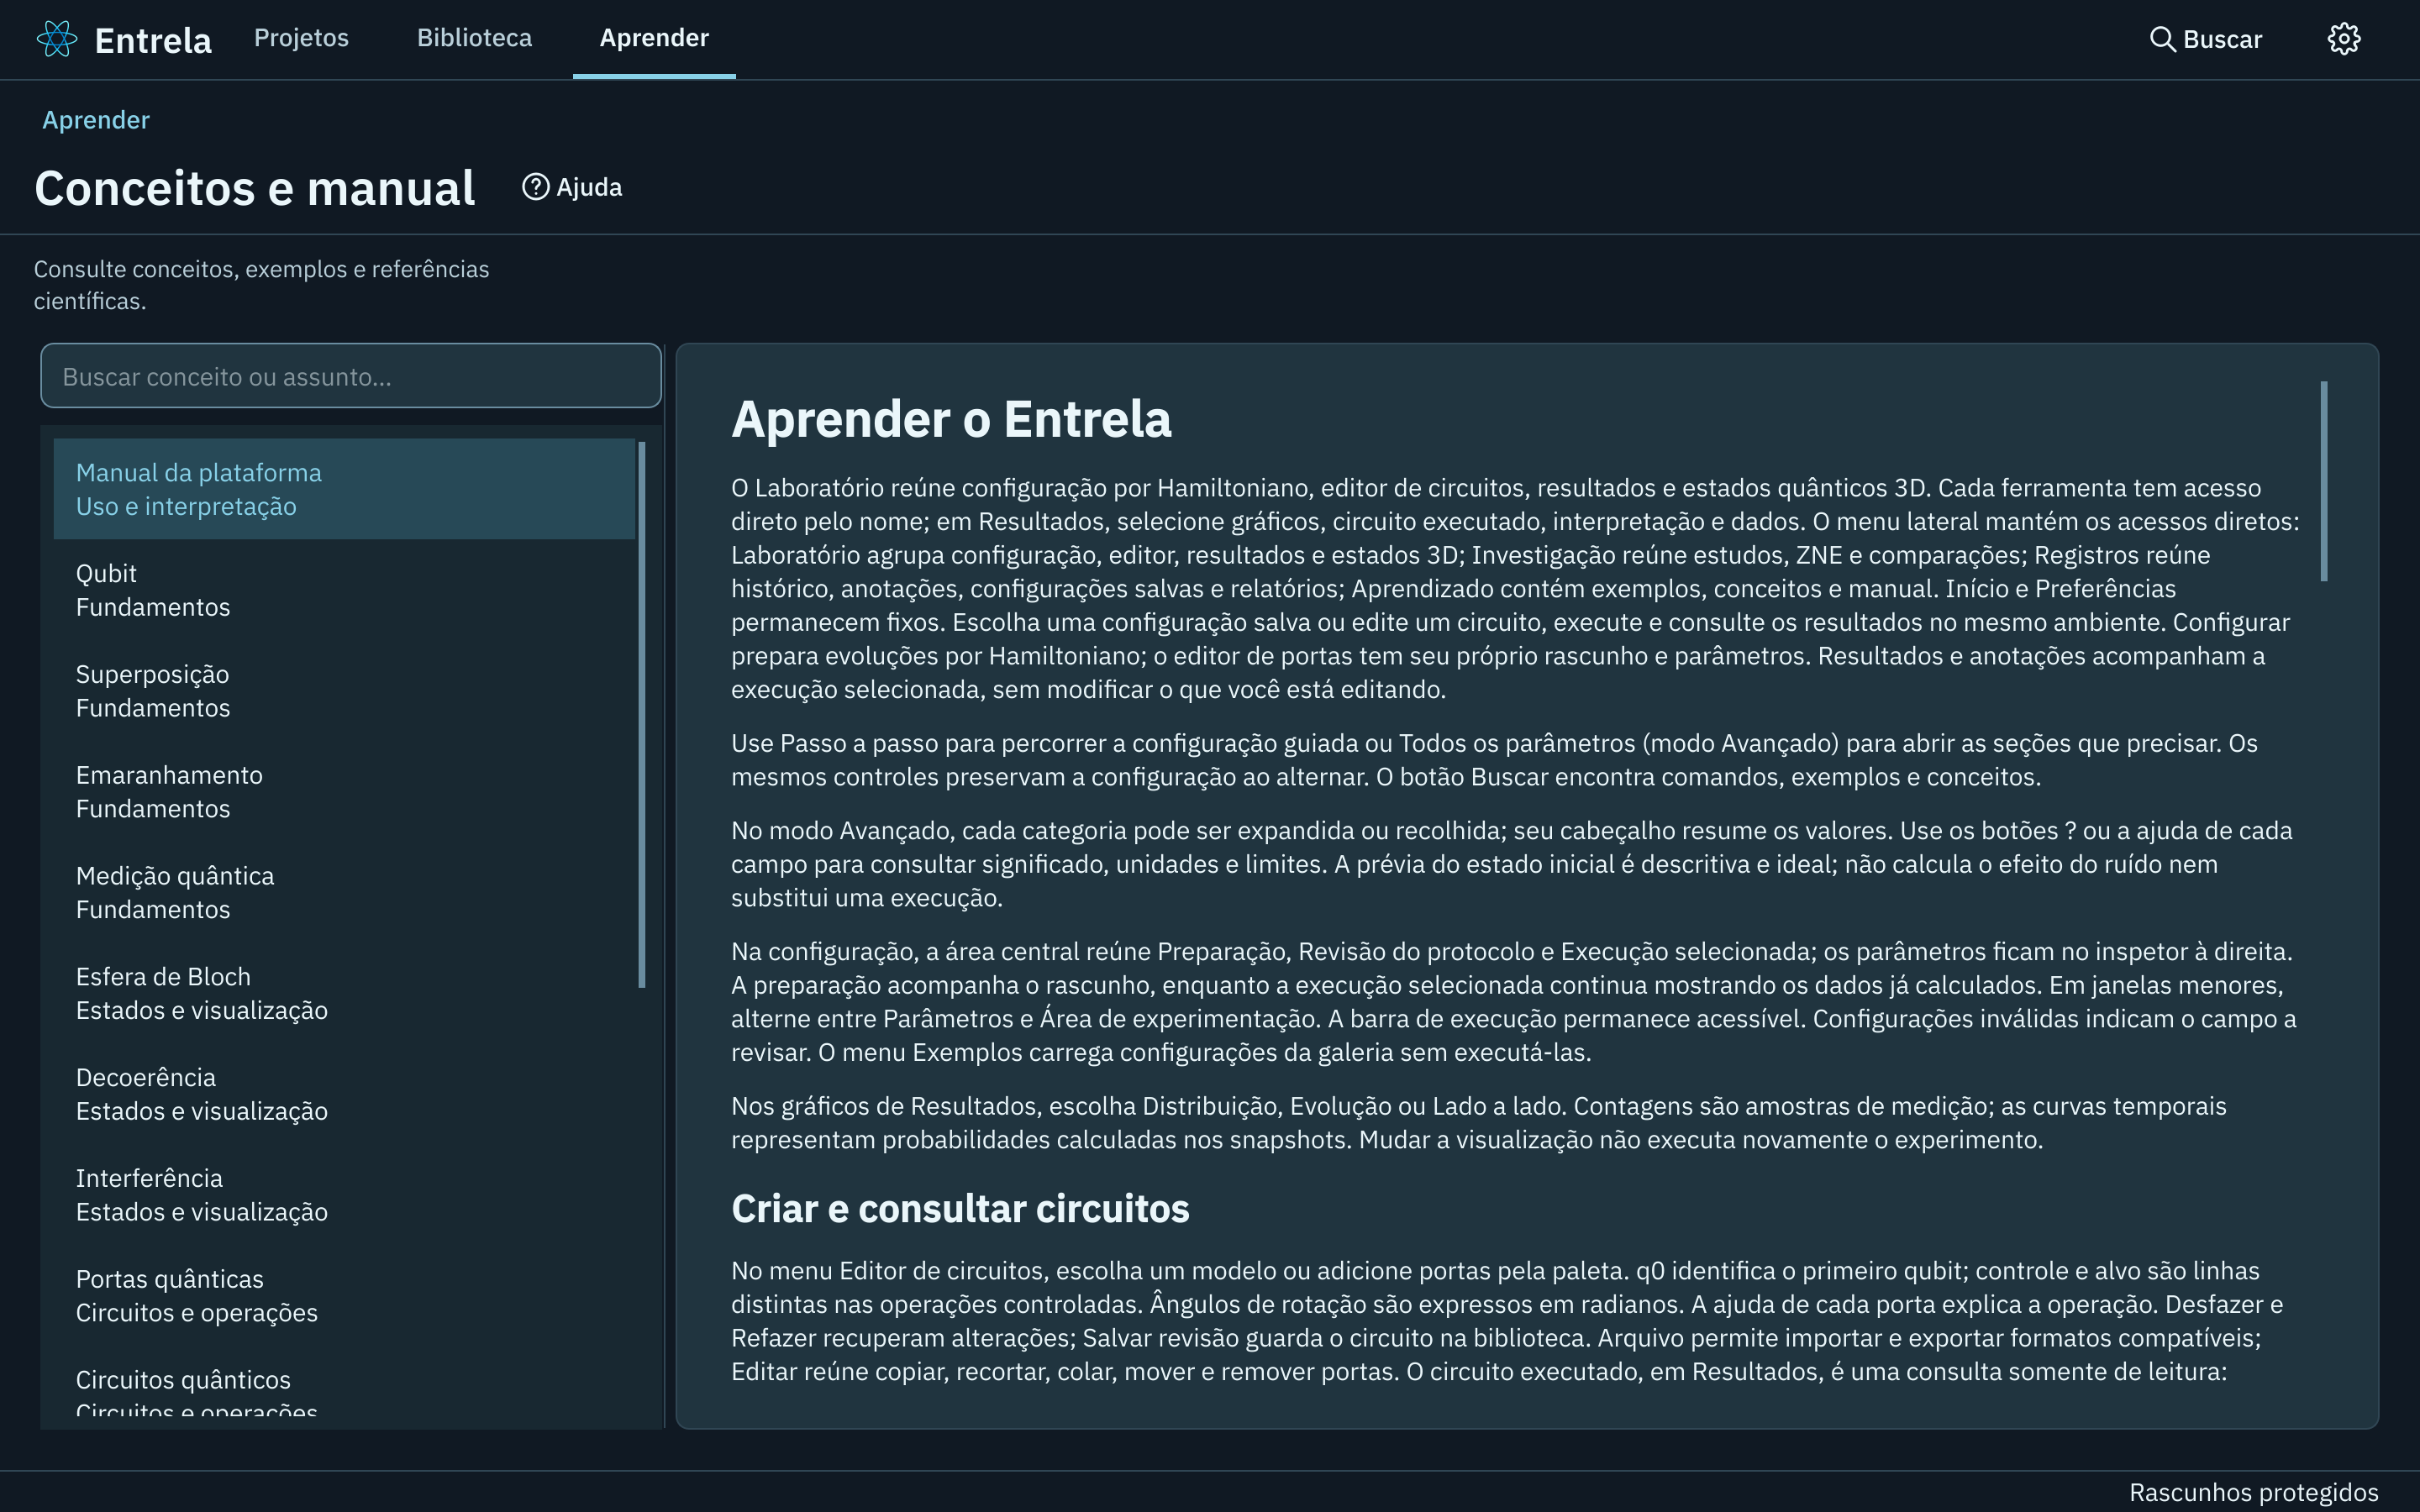 Entrela
Projetos
Biblioteca
Aprender
Buscar
Aprender
Conceitos e manual
Ajuda
Consulte conceitos, exemplos e referências
científicas.
Buscar conceito ou assunto...
Manual da plataforma
Uso e interpretação
Qubit
Fundamentos
Superposição
Fundamentos
Emaranhamento
Fundamentos
Medição quântica
Fundamentos
Esfera de Bloch
Estados e visualização
Decoerência
Estados e visualização
Interferência
Estados e visualização
Portas quânticas
Circuitos e operações
Circuitos quânticos
Circuitos e operações
Aprender o Entrela
O Laboratório reúne configuração por Hamiltoniano, editor de circuitos, resultados e estados quânticos 3D. Cada ferramenta tem acesso
direto pelo nome; em Resultados, selecione gráficos, circuito executado, interpretação e dados. O menu lateral mantém os acessos diretos:
Laboratório agrupa configuração, editor, resultados e estados 3D; Investigação reúne estudos, ZNE e comparações; Registros reúne
histórico, anotações, configurações salvas e relatórios; Aprendizado contém exemplos, conceitos e manual. Início e Preferências
permanecem fixos. Escolha uma configuração salva ou edite um circuito, execute e consulte os resultados no mesmo ambiente. Configurar
prepara evoluções por Hamiltoniano; o editor de portas tem seu próprio rascunho e parâmetros. Resultados e anotações acompanham a
execução selecionada, sem modificar o que você está editando.
Use Passo a passo para percorrer a configuração guiada ou Todos os parâmetros (modo Avançado) para abrir as seções que precisar. Os
mesmos controles preservam a configuração ao alternar. O botão Buscar encontra comandos, exemplos e conceitos.
No modo Avançado, cada categoria pode ser expandida ou recolhida; seu cabeçalho resume os valores. Use os botões ? ou a ajuda de cada
campo para consultar significado, unidades e limites. A prévia do estado inicial é descritiva e ideal; não calcula o efeito do ruído nem
substitui uma execução.
Na configuração, a área central reúne Preparação, Revisão do protocolo e Execução selecionada; os parâmetros ficam no inspetor à direita.
A preparação acompanha o rascunho, enquanto a execução selecionada continua mostrando os dados já calculados. Em janelas menores,
alterne entre Parâmetros e Área de experimentação. A barra de execução permanece acessível. Configurações inválidas indicam o campo a
revisar. O menu Exemplos carrega configurações da galeria sem executá-las.
Nos gráficos de Resultados, escolha Distribuição, Evolução ou Lado a lado. Contagens são amostras de medição; as curvas temporais
representam probabilidades calculadas nos snapshots. Mudar a visualização não executa novamente o experimento.
Criar e consultar circuitos
No menu Editor de circuitos, escolha um modelo ou adicione portas pela paleta. q0 identifica o primeiro qubit; controle e alvo são linhas
distintas nas operações controladas. Ângulos de rotação são expressos em radianos. A ajuda de cada porta explica a operação. Desfazer e
Refazer recuperam alterações; Salvar revisão guarda o circuito na biblioteca. Arquivo permite importar e exportar formatos compatíveis;
Editar reúne copiar, recortar, colar, mover e remover portas. O circuito executado, em Resultados, é uma consulta somente de leitura:
Rascunhos protegidos